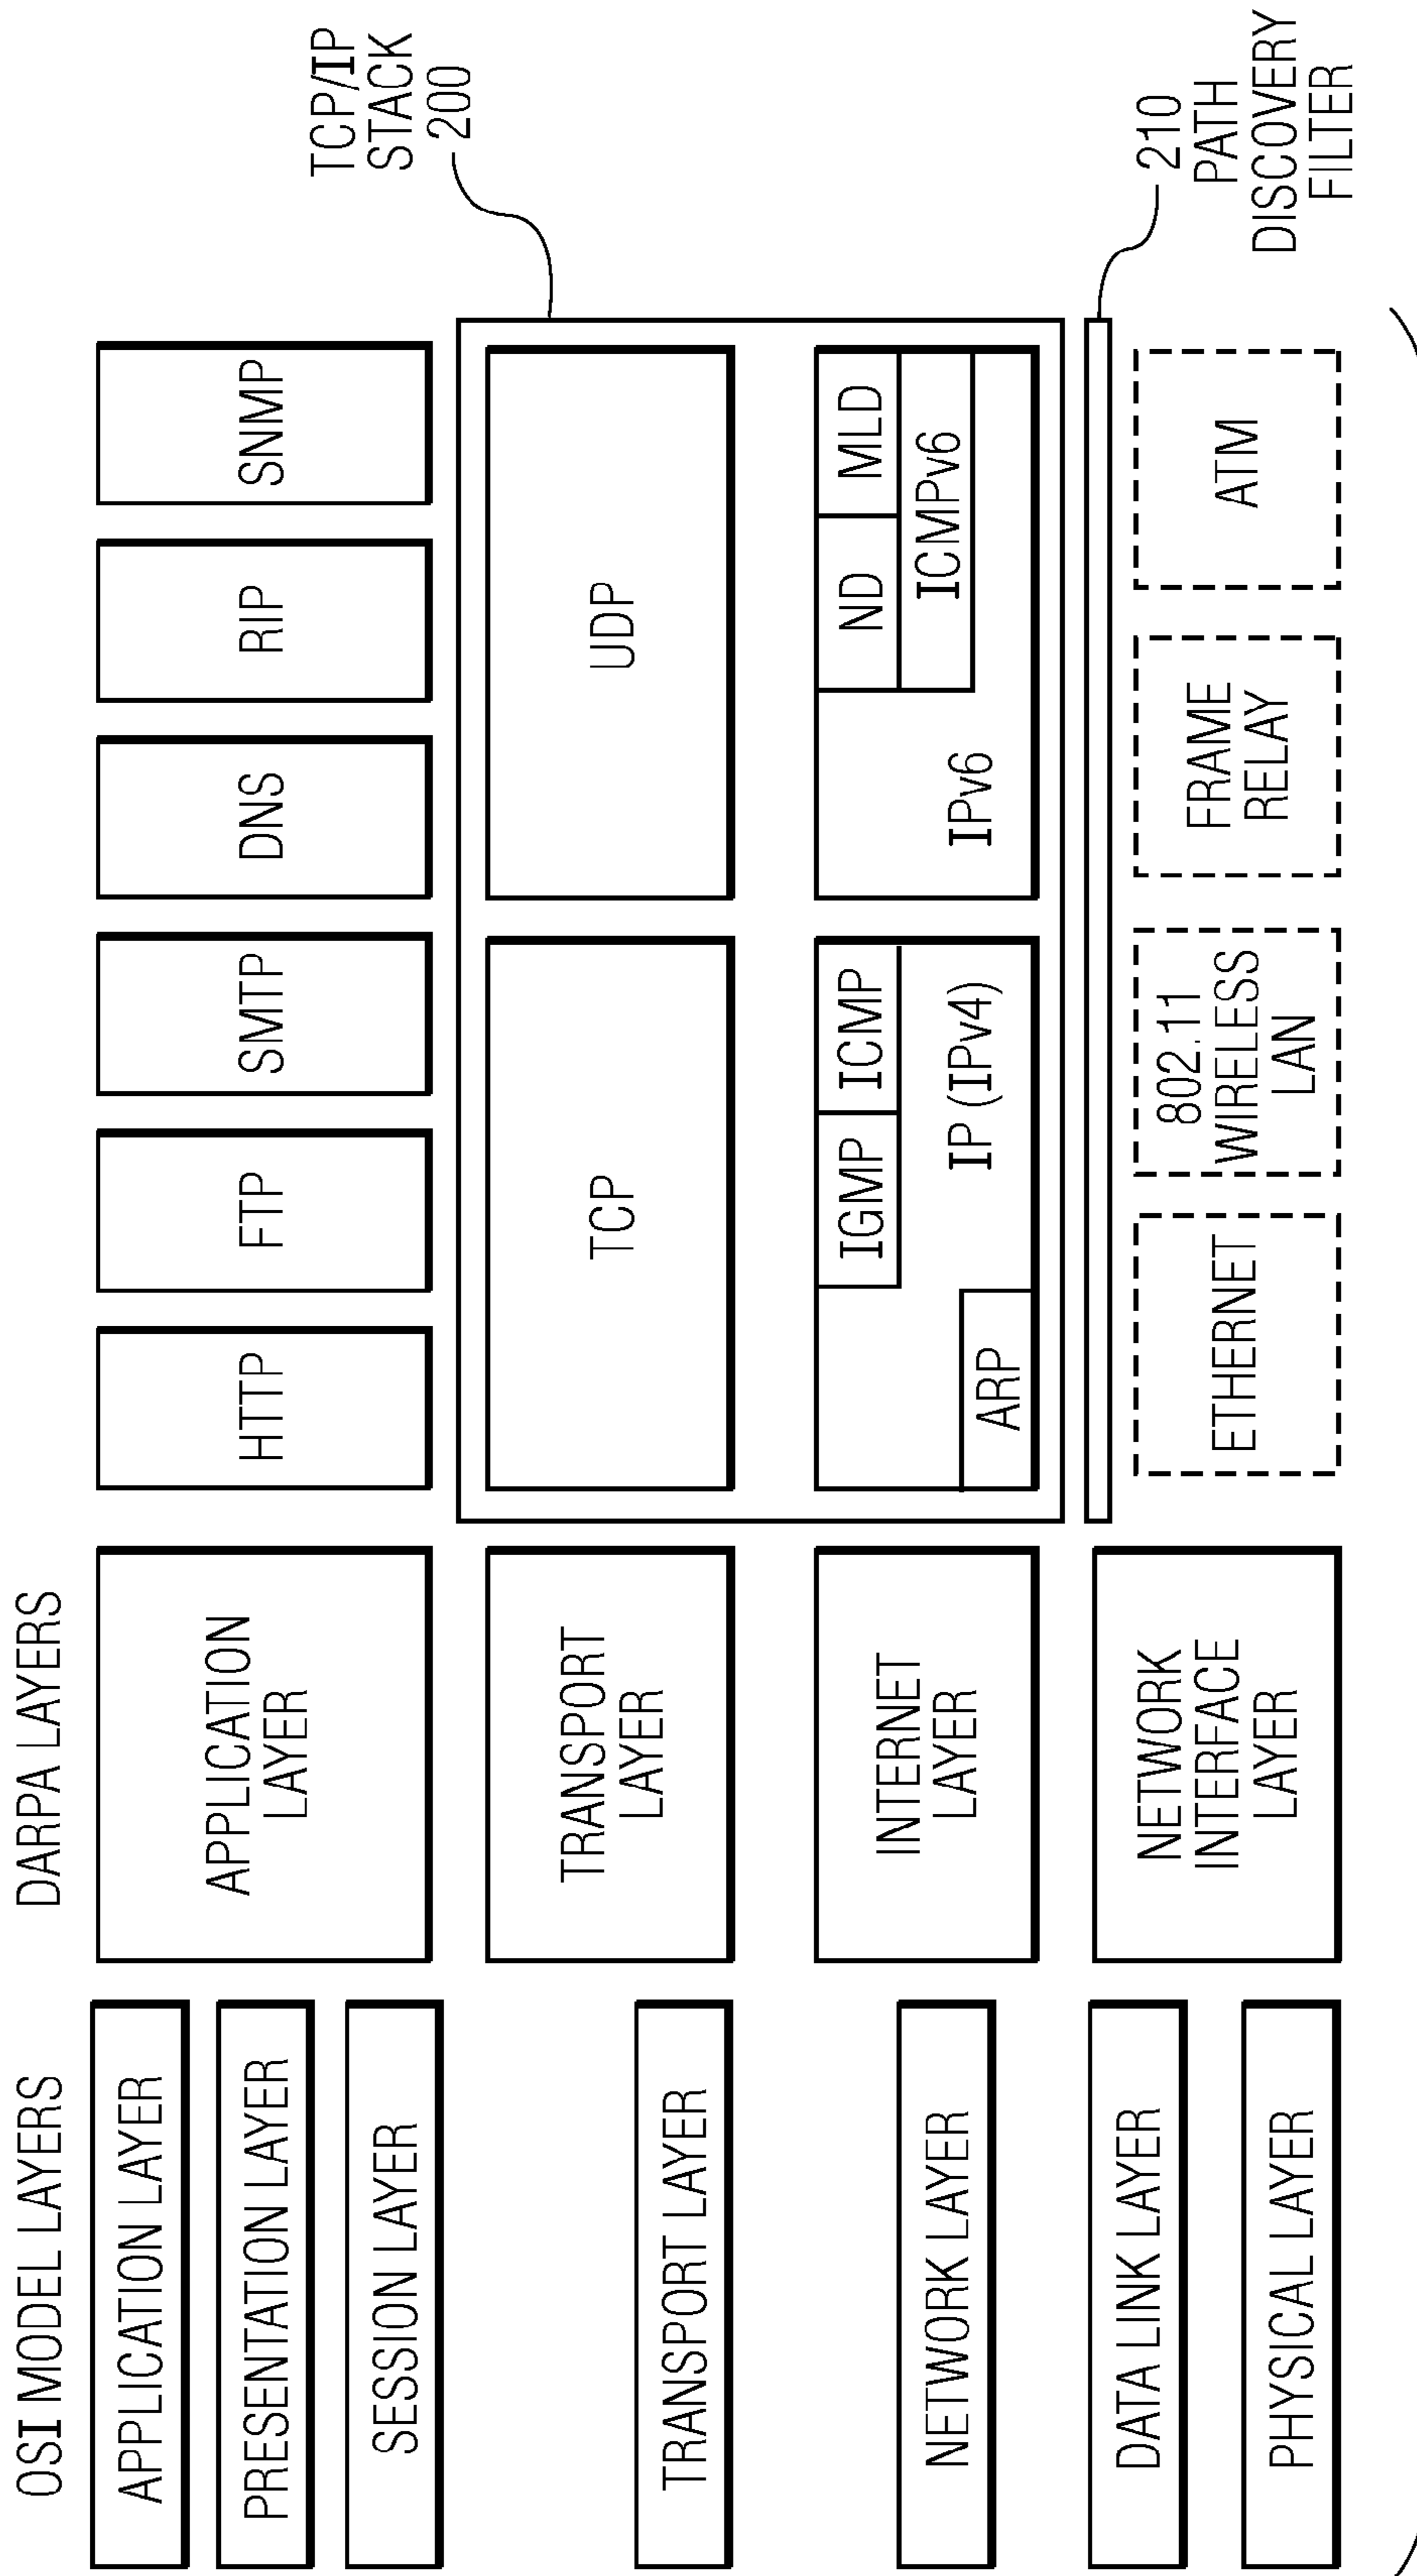 OSI MODEL LAYERS
DARPA LAYERS
TCP/IP
STACK
200
APPLICATION LAYER
PRESENTATION LAYER
SESSION LAYER
APPLICATION
LAYER
HTTP
FTP
SMTP
DNS
RIP
SNMP
TRANSPORT LAYER
TRANSPORT
LAYER
TCP
UDP
NETWORK LAYER
INTERNET
LAYER
ARP
IGMP
ICMP
IP (IPv4)
IPv6
ND
MLD
ICMPv6
DATA LINK LAYER
PHYSICAL LAYER
NETWORK
INTERFACE
LAYER
ETHERNET
802.11
WIRELESS
LAN
FRAME
RELAY
ATM
210
PATH
DISCOVERY
FILTER